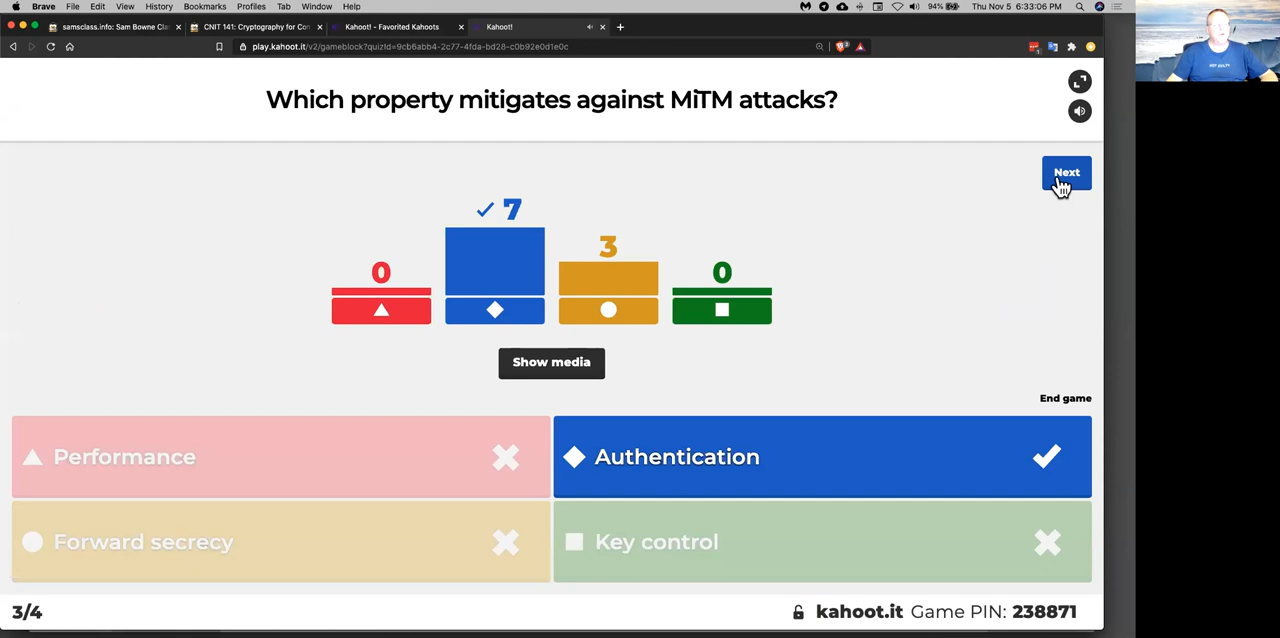 Brave File Edit View History Bookmarks Profiles Tab Window Help 94% Thu Nov 5 6:33:06 PM
samsclass.info: Sam Bowne Cla × CNIT 141: Cryptography for Con × Kahoot! - Favorited Kahoots × Kahoot! × +
play.kahoot.it/v2/gameblock?quizId=9cb6abb4-2c77-4fda-bd28-c0b92e0d1e0c
Which property mitigates against MiTM attacks?
Next
0 7 3 0
Show media
End game
Performance
Authentication
Forward secrecy
Key control
3/4
kahoot.it Game PIN: 238871